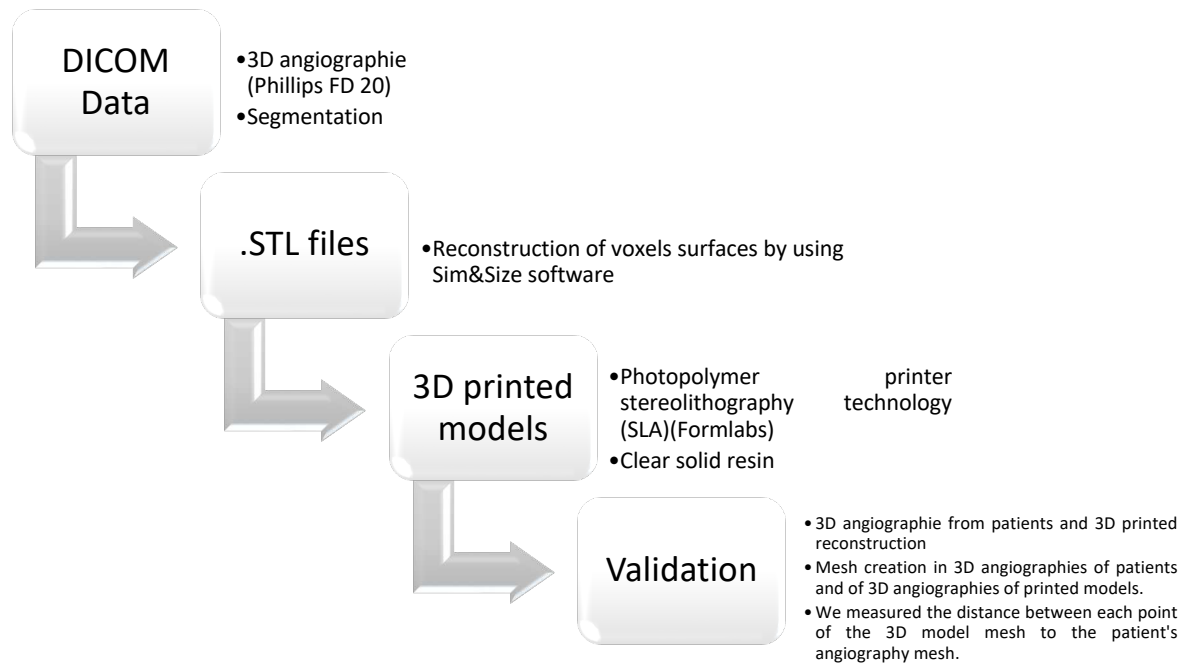 DICOM
Data
•3D angiographie
(Phillips FD 20)
•Segmentation
.STL files
•Reconstruction of voxels surfaces by using
Sim&Size software
3D printed
models
•Photopolymer printer
stereolithography technology
(SLA)(Formlabs)
•Clear solid resin
Validation
•3D angiographie from patients and 3D printed
reconstruction
•Mesh creation in 3D angiographies of patients
and of 3D angiographies of printed models.
•We measured the distance between each point
of the 3D model mesh to the patient's
angiography mesh.